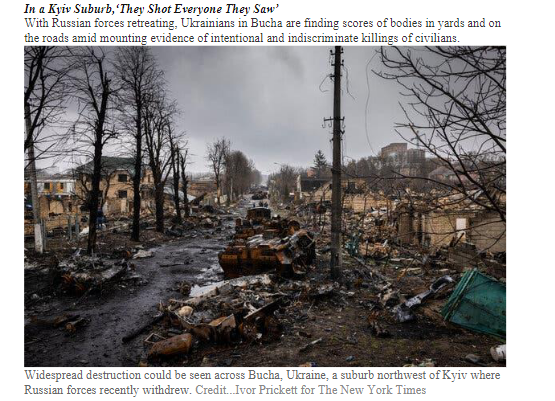 In a Kyiv Suburb,‘They Shot Everyone They Saw’
With Russian forces retreating, Ukrainians in Bucha are finding scores of bodies in yards and on
the roads amid mounting evidence of intentional and indiscriminate killings of civilians.
Widespread destruction could be seen across Bucha, Ukraine, a suburb northwest of Kyiv where
Russian forces recently withdrew. Credit...Ivor Prickett for The New York Times